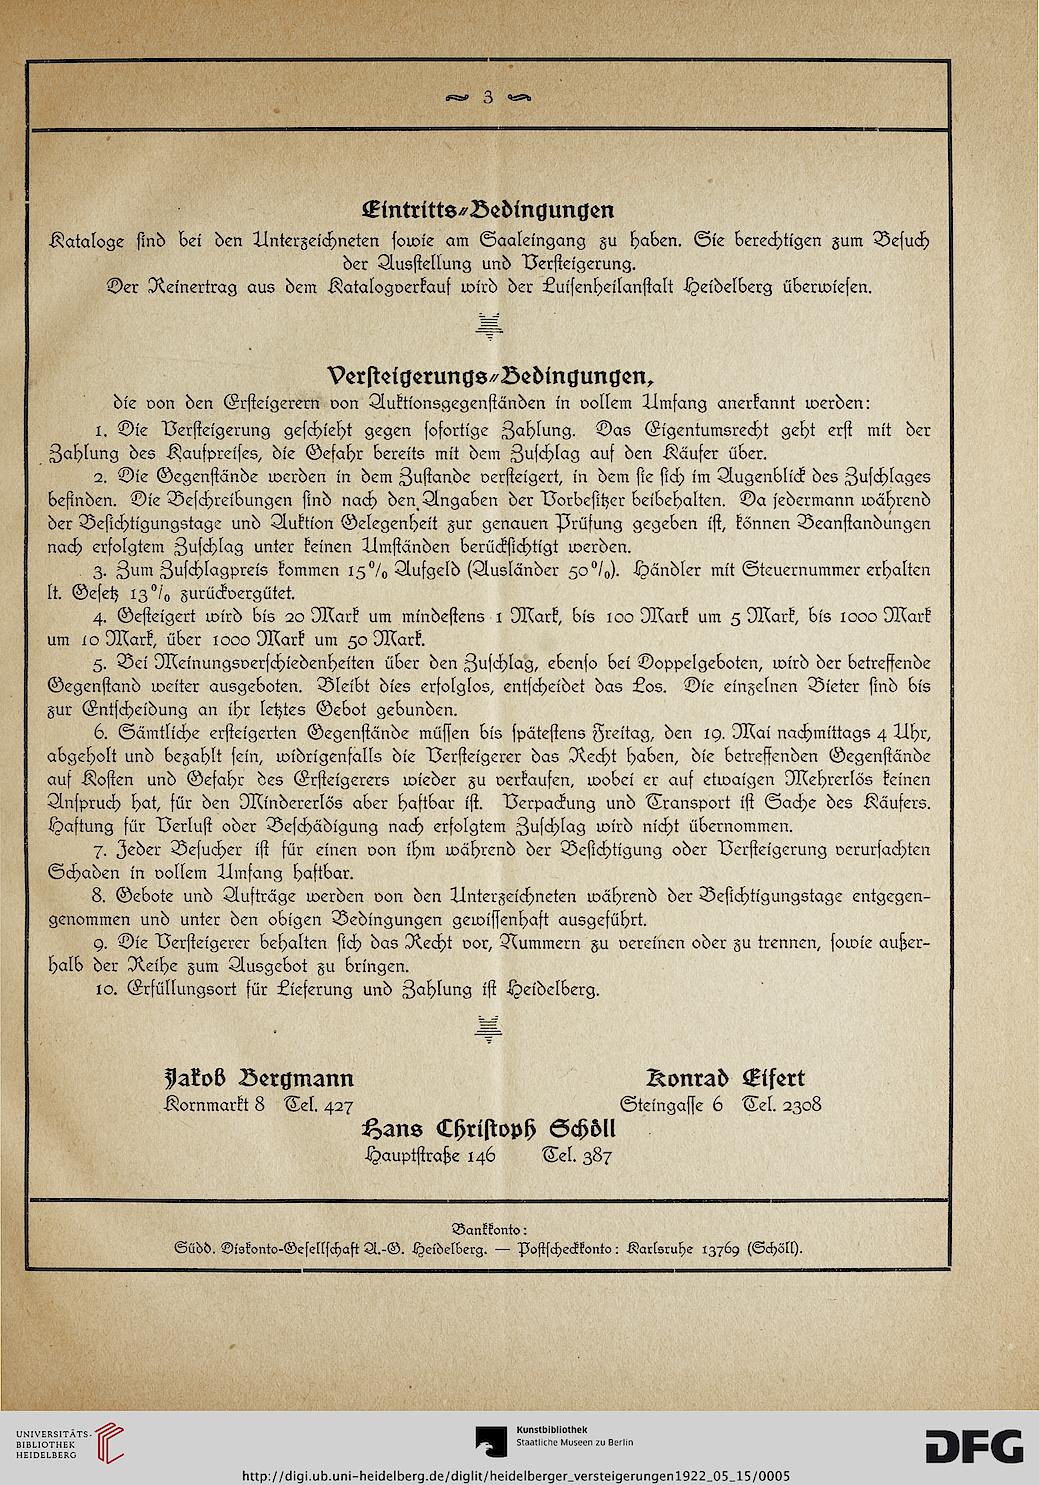 3
Eintritts-Bedingungen
Kataloge sind bei den Unterzeichneten sowie am Saaleingang zu haben. Sie berechtigen zum Besuch
der Ausstellung und Versteigerung.
Der Reinertrag aus dem Katalogverkauf wird der Luisenheilanstalt Heidelberg überwiesen.
Versteigerungs-Bedingungen,
die von den Ersteigerern von Auktionsgegenständen in vollem Umfang anerkannt werden:
1. Die Versteigerung geschieht gegen sofortige Zahlung. Das Eigentumsrecht geht erst mit der
Zahlung des Kaufpreises, die Gefahr bereits mit dem Zuschlag auf den Käufer über.
2. Die Gegenstände werden in dem Zustande versteigert, in dem sie sich im Augenblick des Zuschlages
befinden. Die Beschreibungen sind nach den Angaben der Vorbesitzer beibehalten. Da jedermann während
der Besichtigungstage und Auktion Gelegenheit zur genauen Prüfung gegeben ist, können Beanstandungen
nach erfolgtem Zuschlag unter keinen Umständen berücksichtigt werden.
3. Zum Zuschlagpreis kommen 15% Aufgeld (Ausländer 50%). Händler mit Steuernummer erhalten
lt. Gesetz 13% zurückvergütet.
4. Gesteigert wird bis 20 Mark um mindestens 1 Mark, bis 100 Mark um 5 Mark, bis 1000 Mark
um 10 Mark, über 1000 Mark um 50 Mark.
5. Bei Meinungsverschiedenheiten über den Zuschlag, ebenso bei Doppelgeboten, wird der betreffende
Gegenstand weiter ausgeboten. Bleibt dies erfolglos, entscheidet das Los. Die einzelnen Bieter sind bis
zur Entscheidung an ihr letztes Gebot gebunden.
6. Sämtliche ersteigerten Gegenstände müssen bis spätestens Freitag, den 19. Mai nachmittags 4 Uhr,
abgeholt und bezahlt sein, widrigenfalls die Versteigerer das Recht haben, die betreffenden Gegenstände
auf Kosten und Gefahr des Ersteigerers wieder zu verkaufen, wobei er auf etwaigen Mehrerlös keinen
Anspruch hat, für den Mindererlös aber haftbar ist. Verpackung und Transport ist Sache des Käufers.
Haftung für Verlust oder Beschädigung nach erfolgtem Zuschlag wird nicht übernommen.
7. Jeder Besucher ist für einen von ihm während der Besichtigung oder Versteigerung verursachten
Schaden in vollem Umfang haftbar.
8. Gebote und Aufträge werden von den Unterzeichneten während der Besichtigungstage entgegen-
genommen und unter den obigen Bedingungen gewissenhaft ausgeführt.
9. Die Versteigerer behalten sich das Recht vor, Nummern zu vereinen oder zu trennen, sowie außer-
halb der Reihe zum Ausgebot zu bringen.
10. Erfüllungsort für Lieferung und Zahlung ist Heidelberg.
Jakob Bergmann
Kornmarkt 8 Tel. 427
Konrad Eifert
Steingasse 6 Tel. 2308
Hans Christoph Schöll
Hauptstraße 146 Tel. 387
Bankkonto:
Südd. Diskonto-Gesellschaft A.-G. Heidelberg. — Postscheckkonto: Karlsruhe 13769 (Schöll).
UNIVERSITÄTS-
BIBLIOTHEK
HEIDELBERG
Kunstbibliothek
Staatliche Museen zu Berlin
DFG
http://digi.ub.uni-heidelberg.de/diglit/heidelberger_versteigerungen1922_05_15/0005